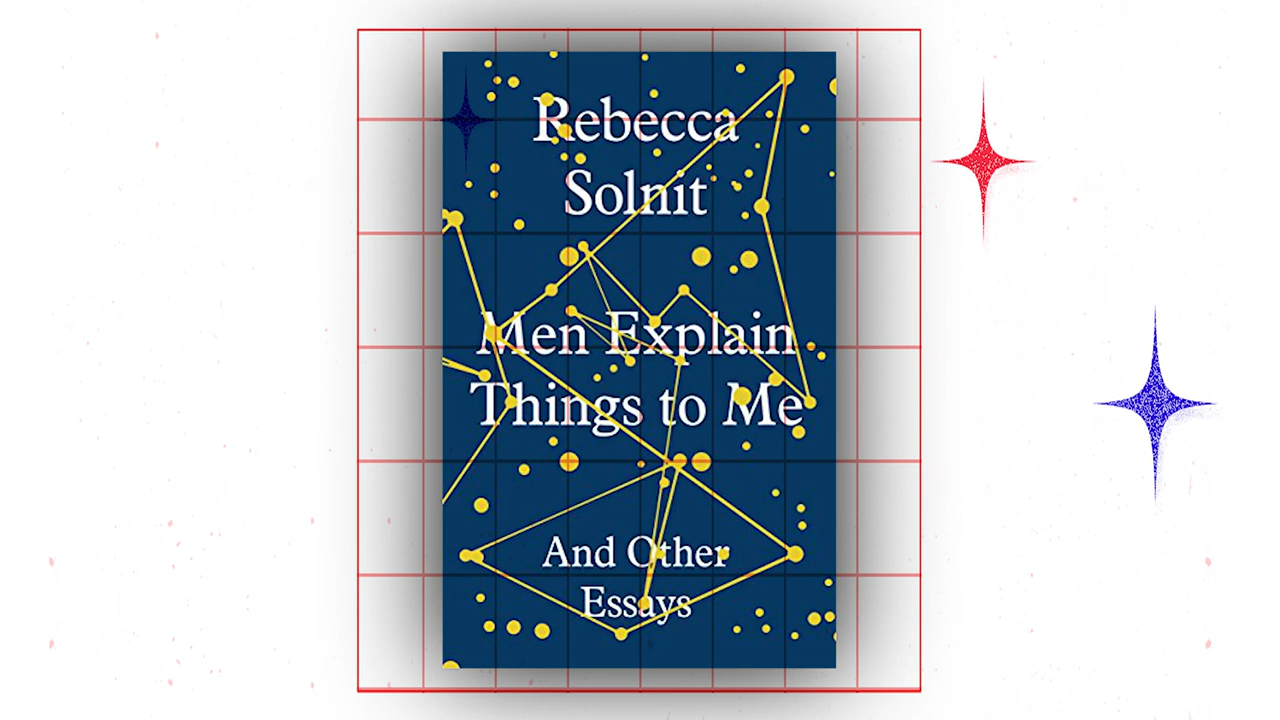 Rebecca
Solnit
Men Explain
Things to Me
And Other
Essays